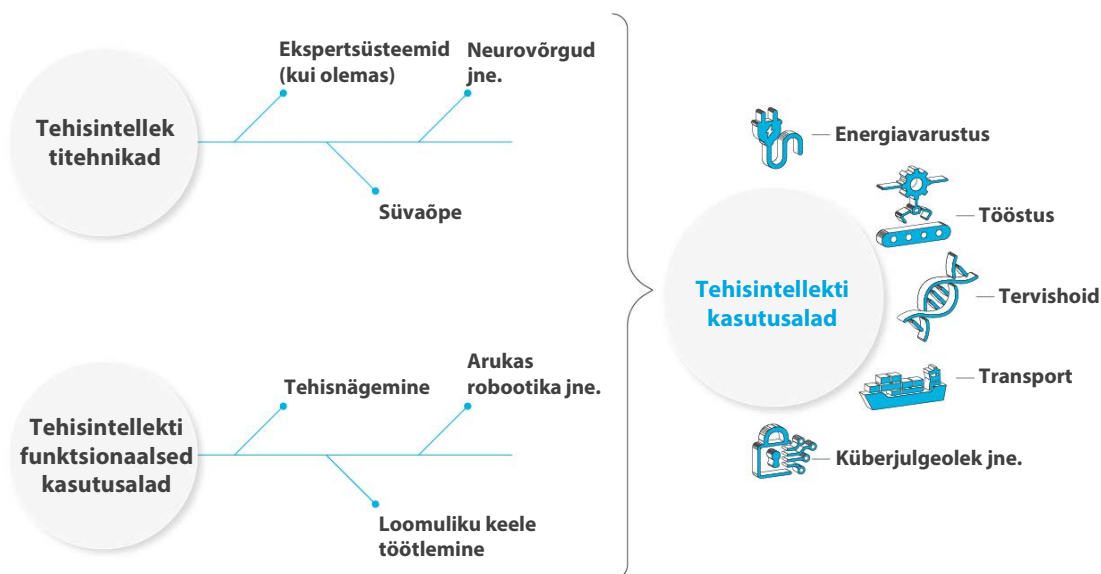 Ekspertsüsteemid
(kui olemas)
Neurovõrgud
jne.
Tehisintellek
titehnikad
Süvaõpe
Tehisnägemine
Arukas
robootika jne.
Tehisintellekti
funktsionaalsed
kasutusalad
Loomuliku keele
töötlemine
Tehisintellekti
kasutusalad
Energiavarustus
Tööstus
Tervishoid
Transport
Küberjulgeolek jne.